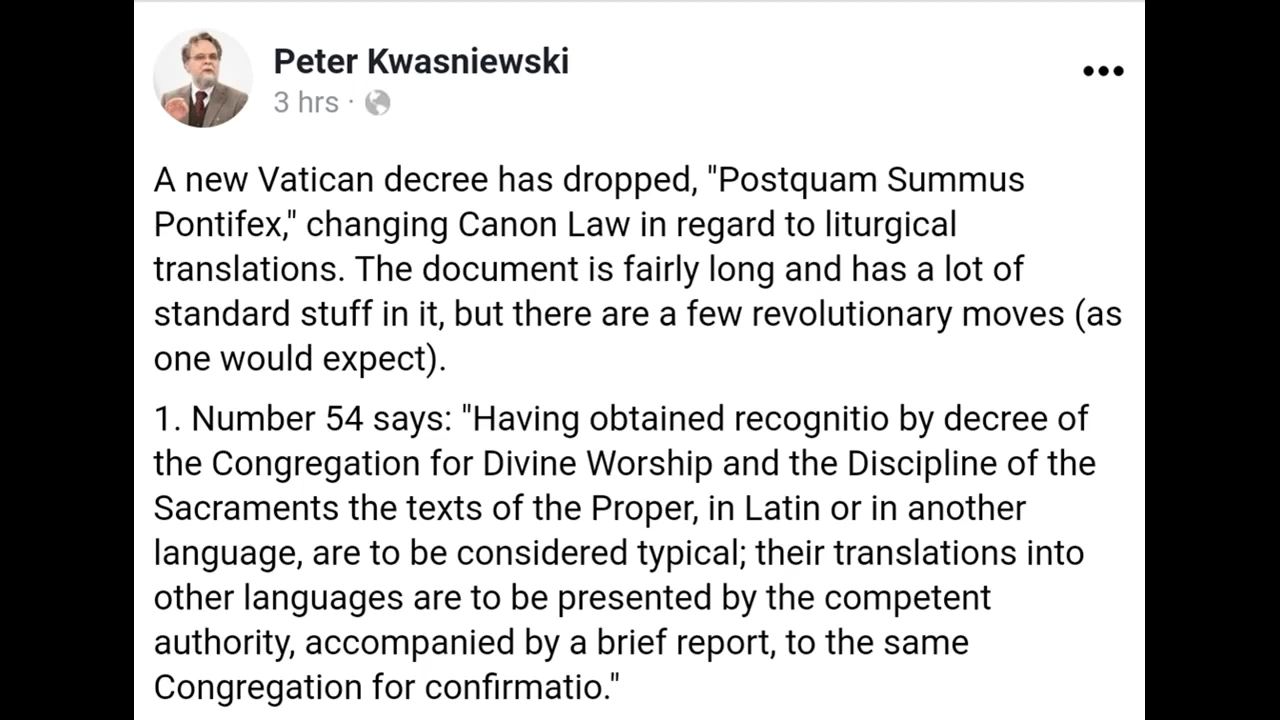 Peter Kwasniewski
3 hrs ·
A new Vatican decree has dropped, "Postquam Summus
Pontifex," changing Canon Law in regard to liturgical
translations. The document is fairly long and has a lot of
standard stuff in it, but there are a few revolutionary moves (as
one would expect).
1. Number 54 says: "Having obtained recognitio by decree of
the Congregation for Divine Worship and the Discipline of the
Sacraments the texts of the Proper, in Latin or in another
language, are to be considered typical; their translations into
other languages are to be presented by the competent
authority, accompanied by a brief report, to the same
Congregation for confirmatio."